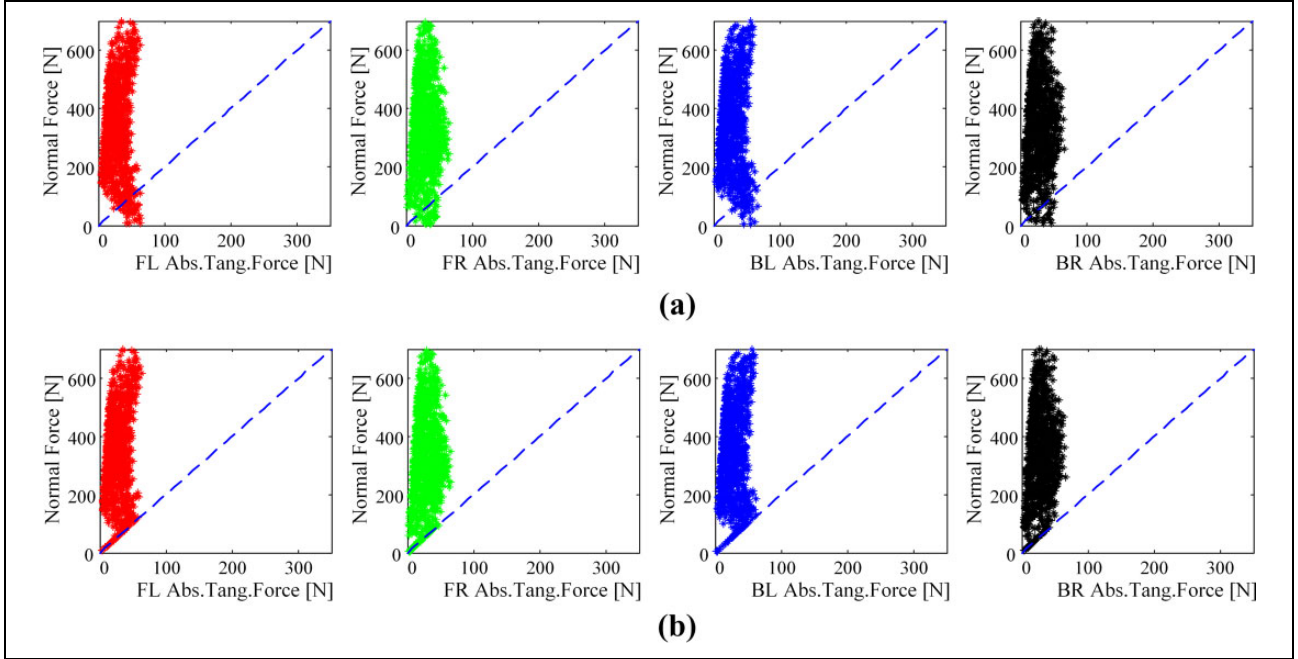 Normal Force [N]
600
400
200
0
0 100 200 300
FL Abs.Tang.Force [N]
Normal Force [N]
600
400
200
0
0 100 200 300
FR Abs.Tang.Force [N]
Normal Force [N]
600
400
200
0
0 100 200 300
BL Abs.Tang.Force [N]
Normal Force [N]
600
400
200
0
0 100 200 300
BR Abs.Tang.Force [N]
(a)
Normal Force [N]
600
400
200
0
0 100 200 300
FL Abs.Tang.Force [N]
Normal Force [N]
600
400
200
0
0 100 200 300
FR Abs.Tang.Force [N]
Normal Force [N]
600
400
200
0
0 100 200 300
BL Abs.Tang.Force [N]
Normal Force [N]
600
400
200
0
0 100 200 300
BR Abs.Tang.Force [N]
(b)